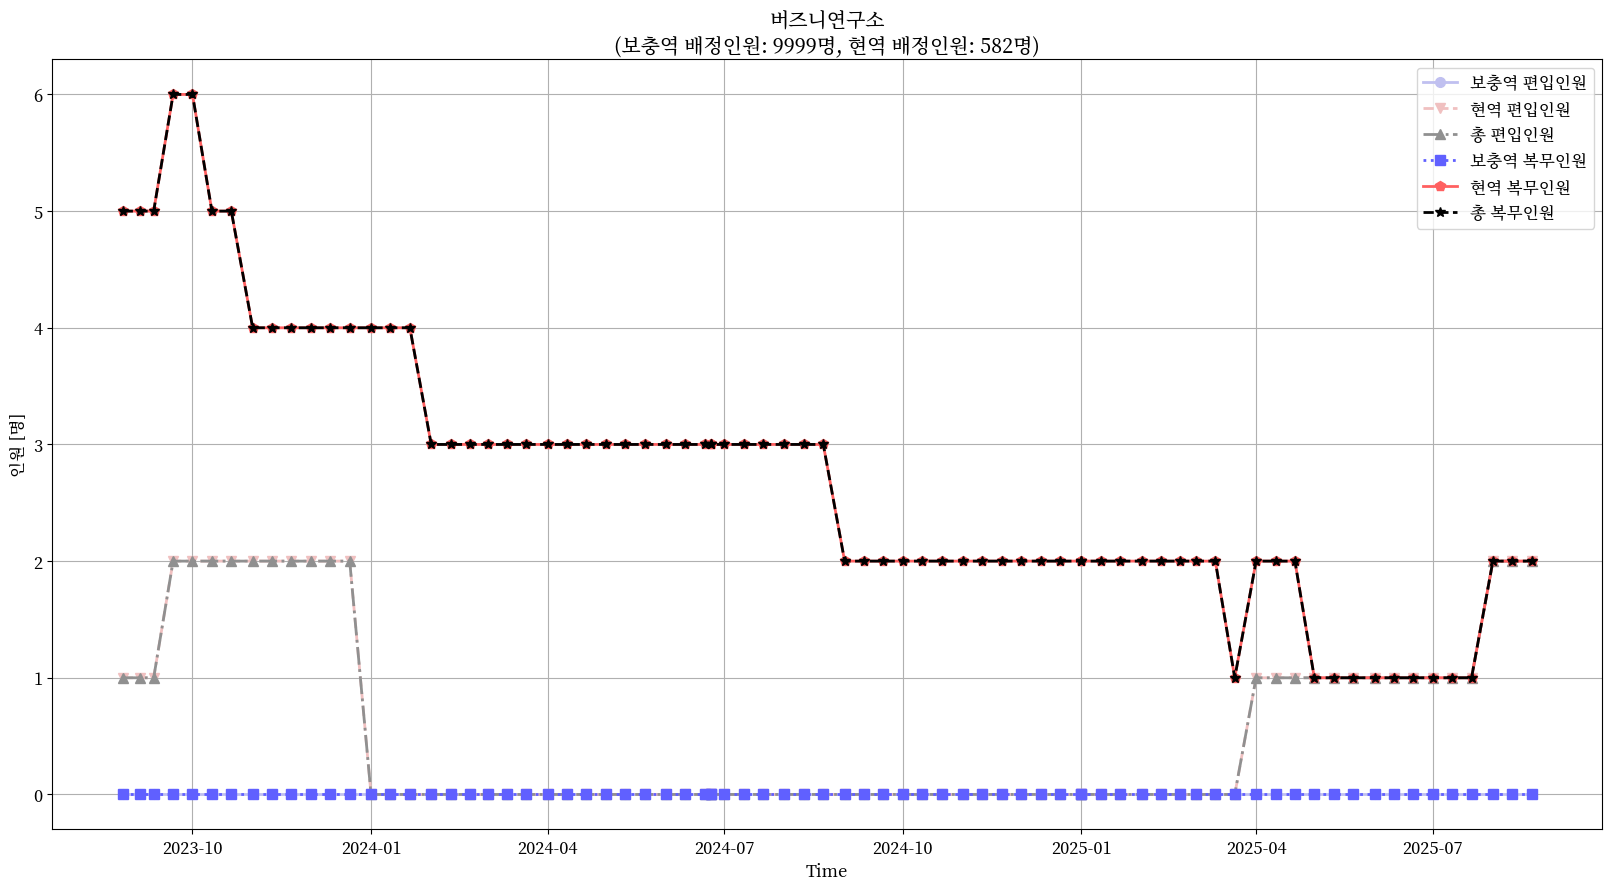 버즈니연구소
(보충역 배정인원: 9999명, 현역 배정인원: 582명)
보충역 편입인원
현역 편입인원
총 편입인원
보충역 복무인원
현역 복무인원
총 복무인원
인원 [명]
6
5
4
3
2
1
0
2023-10
2024-01
2024-04
2024-07
2024-10
2025-01
2025-04
2025-07
Time